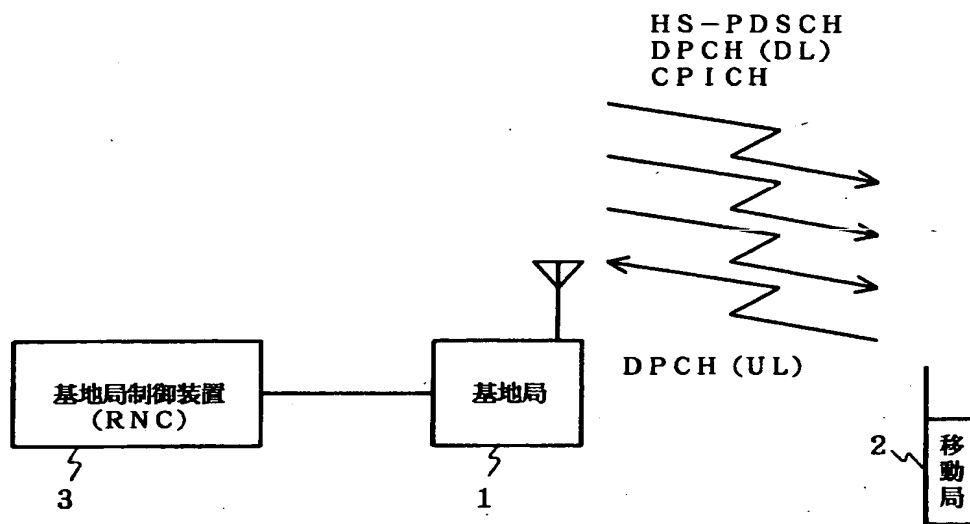 HS-PDSCH
DPCH (DL)
CPICH
DPCH (UL)
基地局制御装置
(RNC)
基地局
3
1
2
移動局